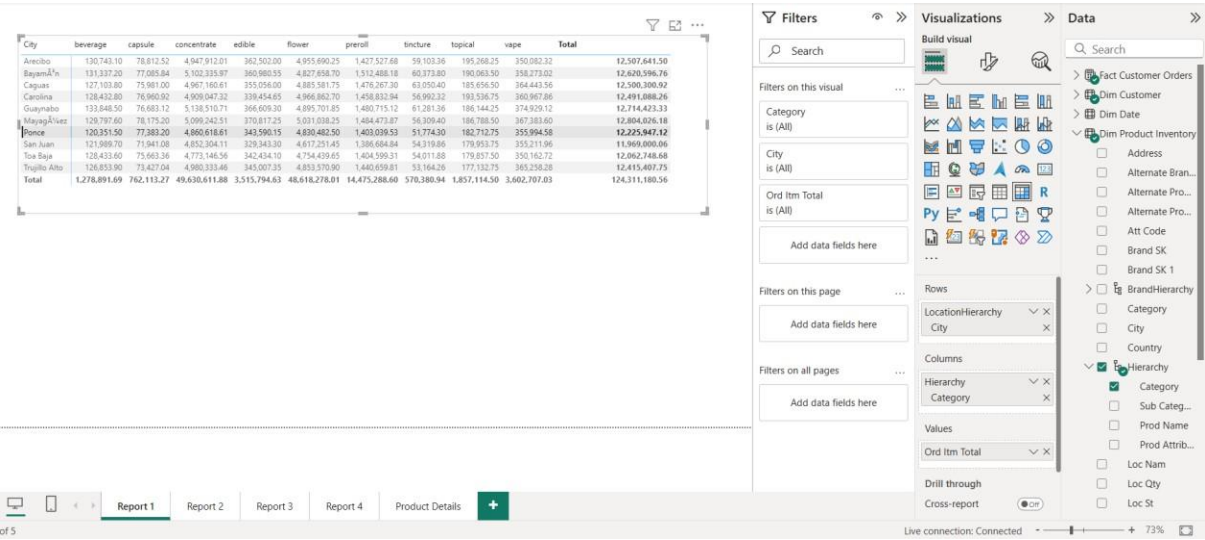 Filters
Visualizations
Data
Build visual
Search
Search
City beverage capsule concentrate edible flower preroll tincture topical vape Total
Arecibo 130,743.10 78,812.52 4,947,912.01 362,502.00 4,955,690.25 1,427,527.68 59,103.36 195,268.25 350,082.32 12,507,641.50
BayamÃ³n 131,337.20 77,085.84 5,102,335.97 360,980.55 4,827,658.70 1,512,488.18 60,373.80 190,063.50 358,273.02 12,620,596.76
Caguas 127,103.80 75,981.00 4,967,160.61 355,056.00 4,885,581.75 1,476,267.30 63,050.40 185,656.50 364,443.56 12,500,300.92
Carolina 128,432.80 76,960.92 4,909,047.32 339,454.65 4,966,862.70 1,458,832.94 56,992.32 193,536.75 360,967.86 12,491,088.26
Guaynabo 133,848.50 76,683.12 5,138,510.71 366,609.30 4,895,701.85 1,480,715.12 61,281.36 186,144.25 374,929.12 12,714,423.33
MayagÃ¼ez 129,797.60 78,175.20 5,099,242.51 370,817.25 5,031,038.25 1,484,473.87 56,309.40 186,788.50 367,383.60 12,804,026.18
Ponce 120,351.50 77,383.20 4,860,618.61 343,590.15 4,830,482.50 1,403,039.53 51,774.30 182,712.75 355,994.58 12,225,947.12
San Juan 121,989.70 71,941.08 4,852,304.11 329,343.30 4,617,251.45 1,386,684.84 54,319.86 179,953.75 355,211.96 11,969,000.06
Toa Baja 128,433.60 75,663.36 4,773,146.56 342,434.10 4,754,439.65 1,404,599.31 54,011.88 179,857.50 350,162.72 12,062,748.68
Trujillo Alto 126,853.90 73,427.04 4,980,333.46 345,007.35 4,853,570.90 1,440,659.81 53,164.26 177,132.75 365,258.28 12,415,407.75
Total 1,278,891.69 762,113.27 49,630,611.88 3,515,794.63 48,618,278.01 14,475,288.60 570,380.94 1,857,114.50 3,602,707.03 124,311,180.56
Filters on this visual
Category
is (All)
City
is (All)
Ord Itm Total
is (All)
Add data fields here
Filters on this page
Add data fields here
Filters on all pages
Add data fields here
R
Py
123
Rows
LocationHierarchy
City
Columns
Hierarchy
Category
Values
Ord Itm Total
Drill through
Cross-report Off
Fact Customer Orders
Dim Customer
Dim Date
Dim Product Inventory
Address
Alternate Bran...
Alternate Pro...
Alternate Pro...
Att Code
Brand SK
Brand SK 1
BrandHierarchy
Category
City
Country
Hierarchy
Category
Sub Categ...
Prod Name
Prod Attrib...
Loc Nam
Loc Qty
Loc St
Report 1 Report 2 Report 3 Report 4 Product Details +
of 5
Live connection: Connected - + 73%